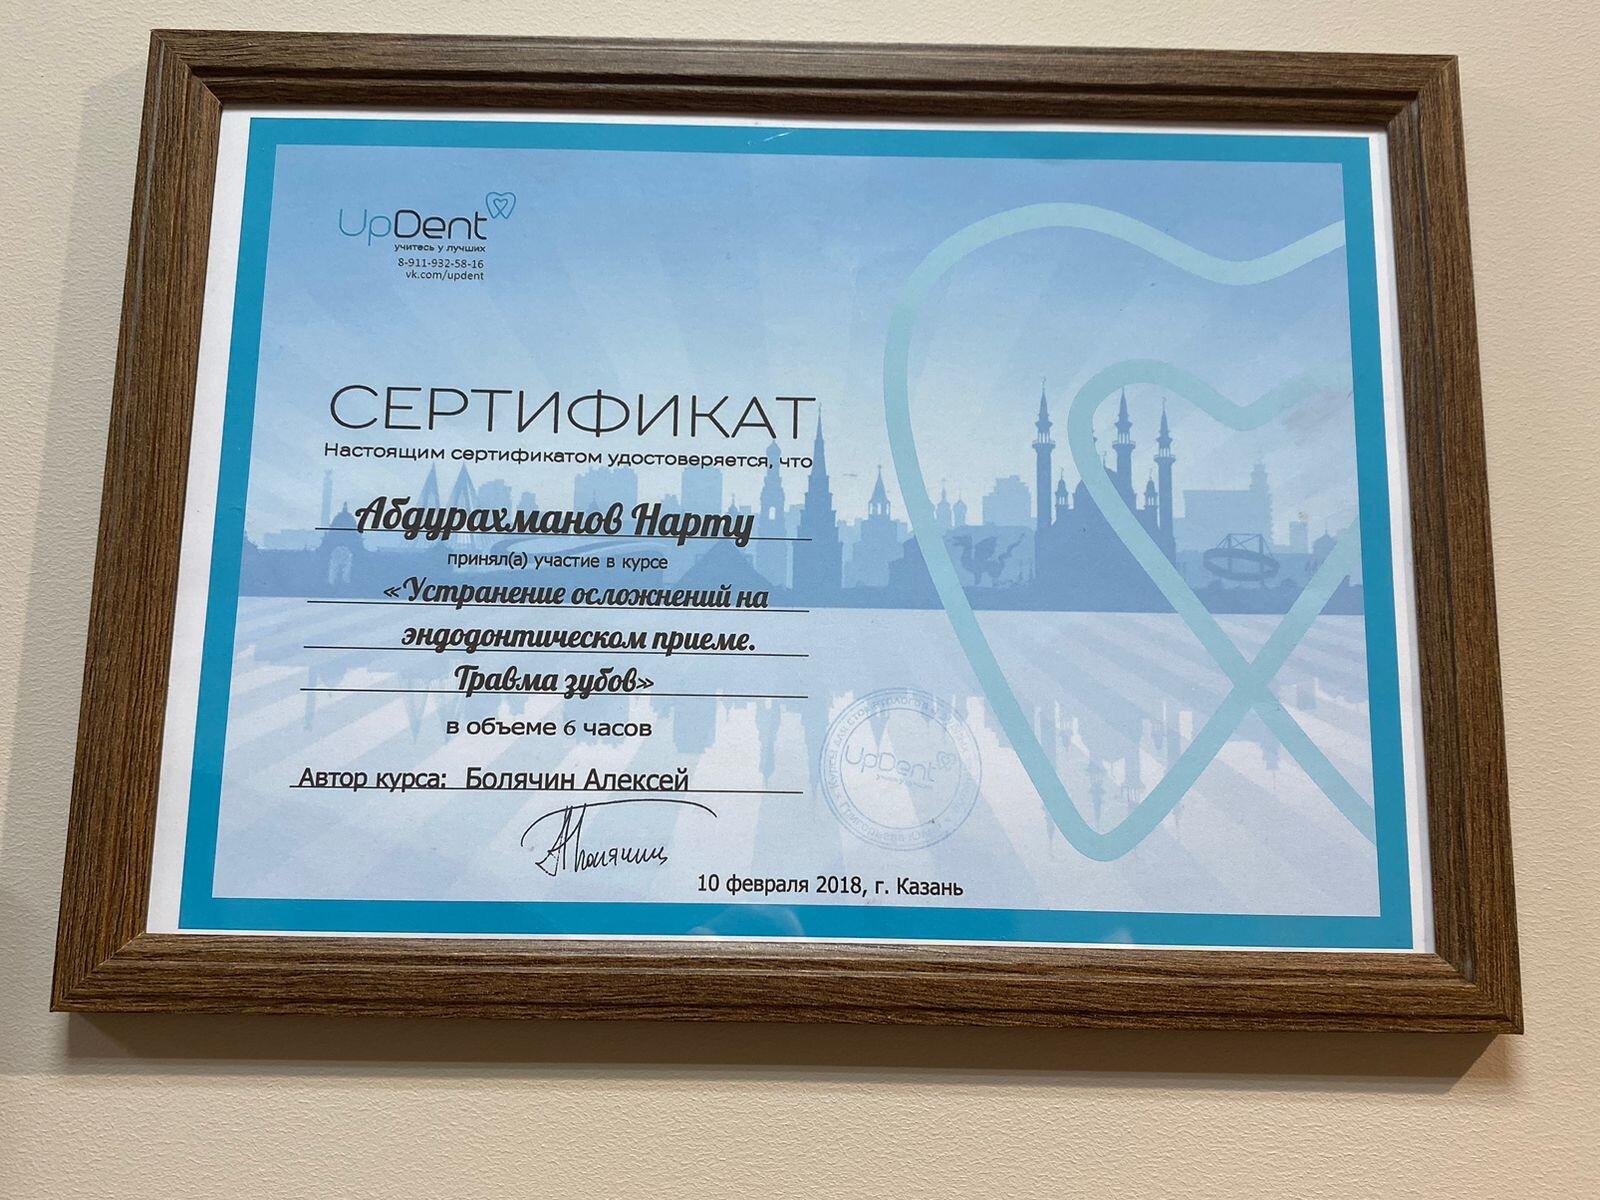 UpDent
учитесь у лучших
8-911-932-58-16
vk.com/updent
СЕРТИФИКАТ
Настоящим сертификатом удостоверяется, что
Абдурахманов Нарту
принял(а) участие в курсе
«Устранение осложнений на
эндодонтическом приеме.
Травма зубов»
в объеме 6 часов
Автор курса: Болячин Алексей
UpDent
10 февраля 2018, г. Казань